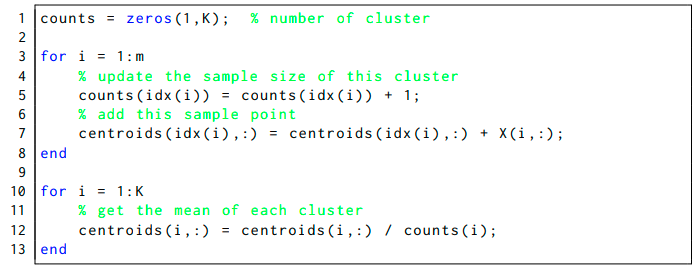 1 counts = zeros(1,K);  % number of cluster
2
3 for i = 1:m
4     % update the sample size of this cluster
5     counts(idx(i)) = counts(idx(i)) + 1;
6     % add this sample point
7     centroids(idx(i),:) = centroids(idx(i),:) + X(i,:);
8 end
9
10 for i = 1:K
11     % get the mean of each cluster
12     centroids(i,:) = centroids(i,:) / counts(i);
13 end